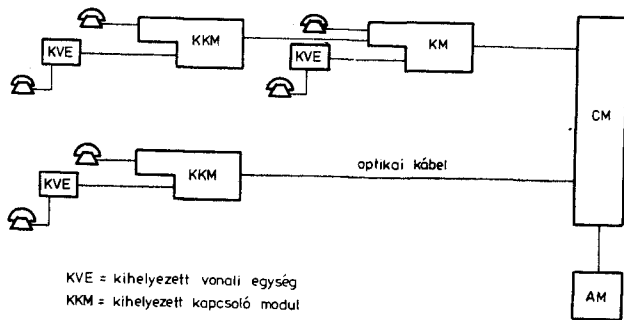 KKM
KM
KVE
KVE
CM
KKM
optikai kábel
KVE
KVE = kihelyezett vonali egység
KKM = kihelyezett kapcsoló modul
AM